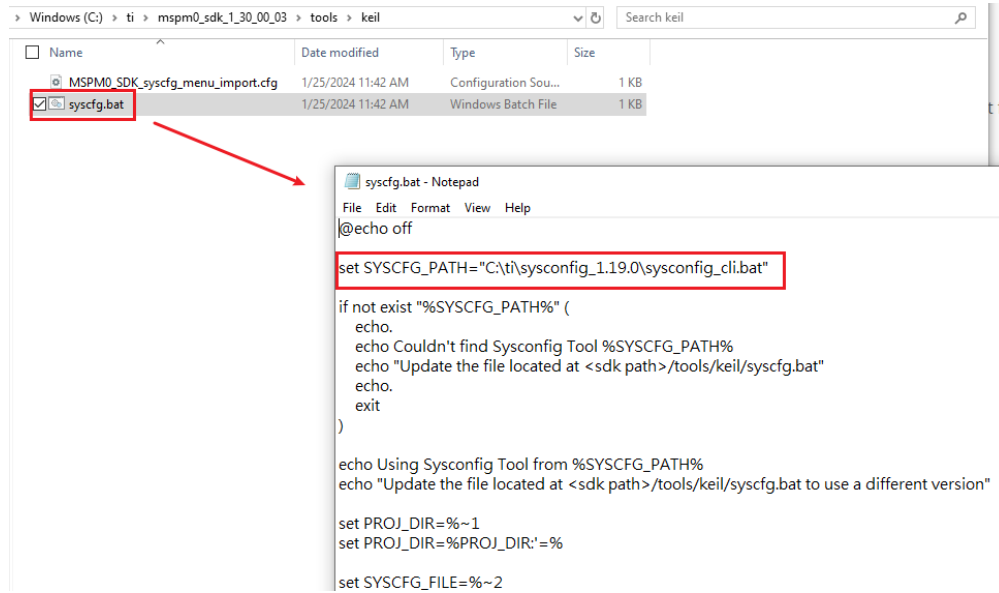 Windows (C:) > ti > mspm0_sdk_1_30_00_03 > tools > keil
Search keil
Name Date modified Type Size
MSPM0_SDK_syscfg_menu_import.cfg 1/25/2024 11:42 AM Configuration Sou... 1 KB
syscfg.bat 1/25/2024 11:42 AM Windows Batch File 1 KB
syscfg.bat - Notepad
File Edit Format View Help
@echo off
set SYSCFG_PATH="C:\ti\sysconfig_1.19.0\sysconfig_cli.bat"
if not exist "%SYSCFG_PATH%" (
echo.
echo Couldn't find Sysconfig Tool %SYSCFG_PATH%
echo "Update the file located at <sdk path>/tools/keil/syscfg.bat"
echo.
exit
)
echo Using Sysconfig Tool from %SYSCFG_PATH%
echo "Update the file located at <sdk path>/tools/keil/syscfg.bat to use a different version"
set PROJ_DIR=%~1
set PROJ_DIR=%PROJ_DIR:'=%
set SYSCFG_FILE=%~2